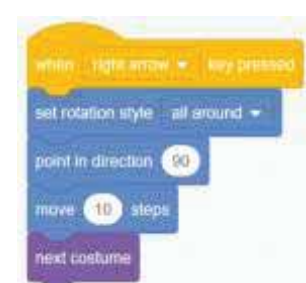 when right arrow key pressed
set rotation style all around
point in direction 90
move 10 steps
next costume